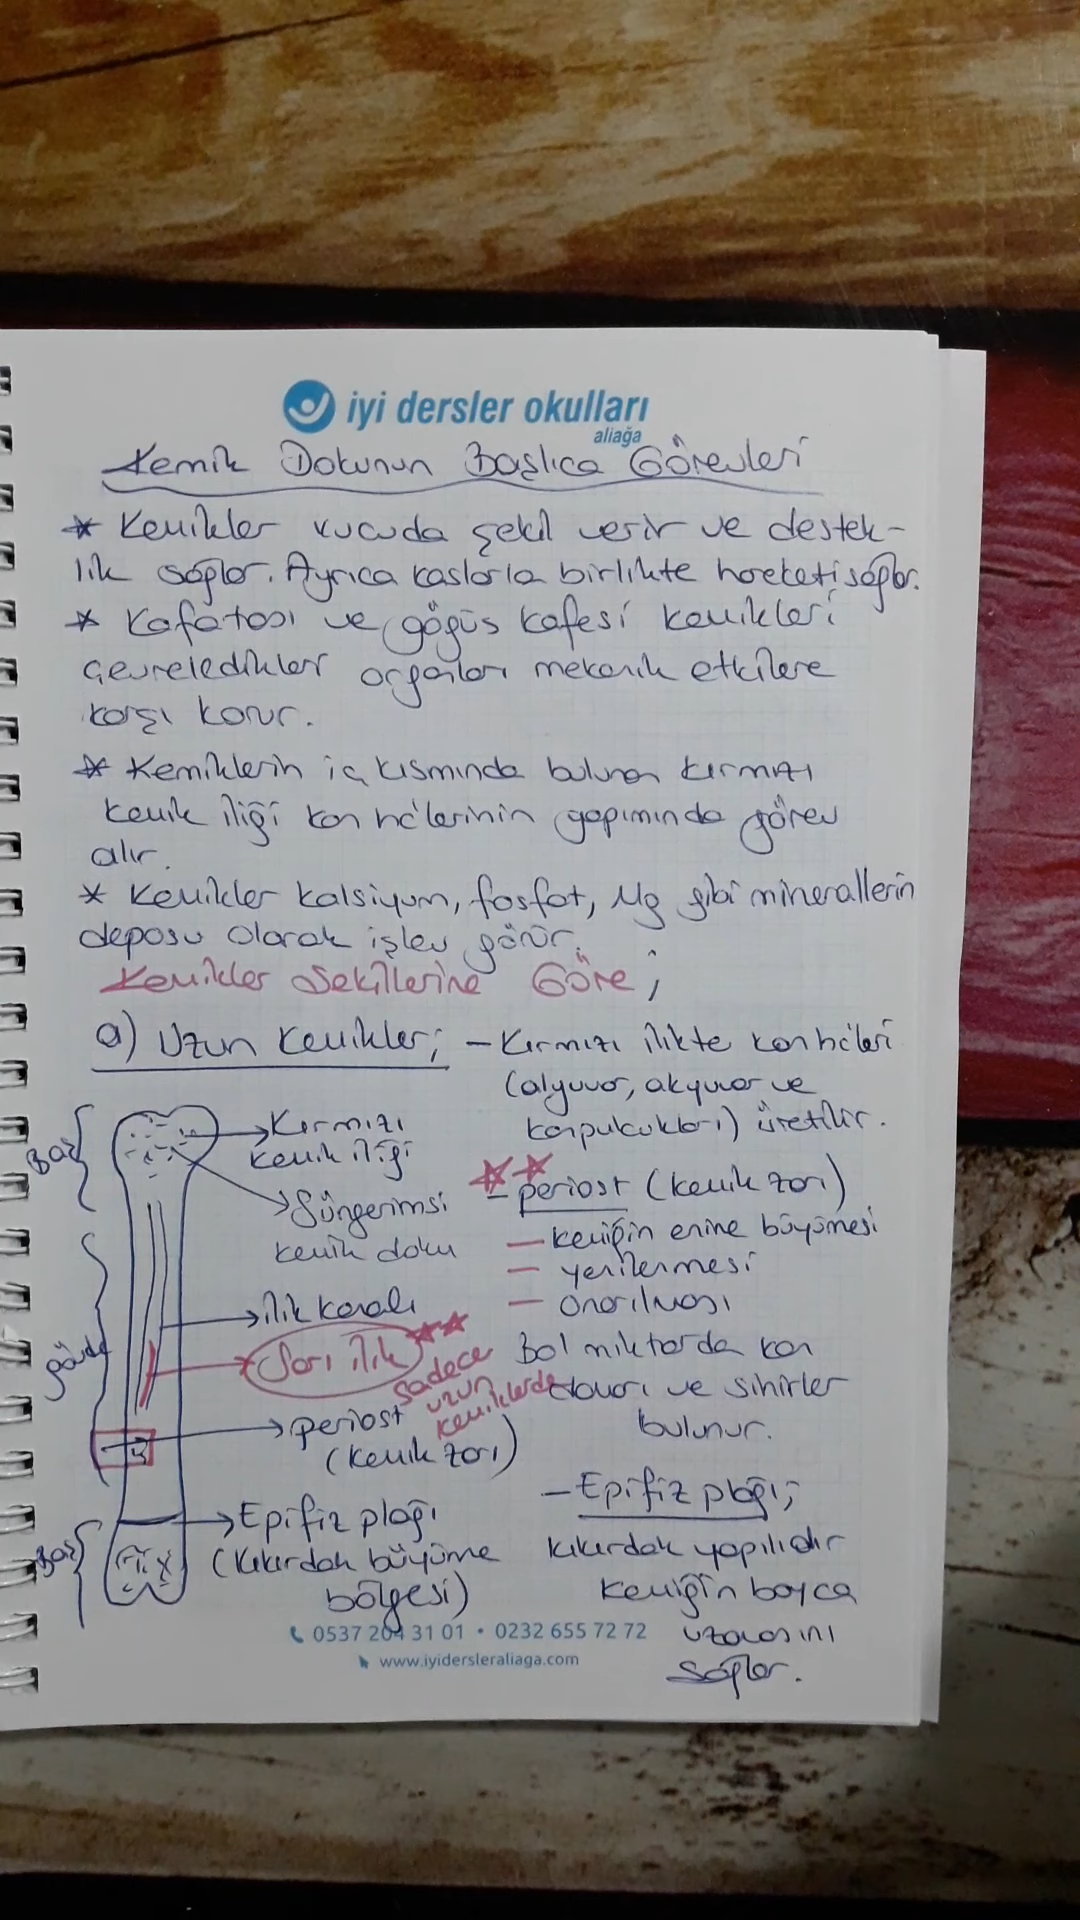 iyi dersler okulları
aliağa
Kemik Dokunun Başlıca Görevleri
* Kemikler vucuda şekil verir ve destek-
lik sağlar. Ayrıca kaslarla birlikte hareketi sağlar.
* Kafatası ve göğüs kafesi kemikleri
çevreledikleri organları mekanik etkilere
karşı korur.
* Kemiklerin iç kısmında bulunan kırmızı
kemik iliği kan hc'lerinin yapımında görev
alır.
* Kemikler kalsiyum, fosfat, Mg gibi minerallerin
deposu olarak işlev görür.
Kemikler Şekillerine Göre;
a) Uzun Kemikler; - Kırmızı ilikte kan hc'leri
(alyuvar, akyuvar ve
kan pulcukları) üretilir.
Baş
Kırmızı
kemik iliği
Süngerimsi
kemik doku
- periost (kemik zarı)
- kemiğin enine büyümesi
- yenilenmesi
- onarılması
Bol miktarda kan
damarı ve sinirler
bulunur.
gövde
ilik kanalı
Sarı ilik
sadece
uzun
kemiklerde
periost
(kemik zarı)
Baş
Epifiz plağı
(kıkırdak büyüme
bölgesi)
- Epifiz plağı;
kıkırdak yapılıdır
kemiğin boyca
uzamasını
sağlar.
0537 204 31 01 • 0232 655 72 72
www.iyidersleraliaga.com